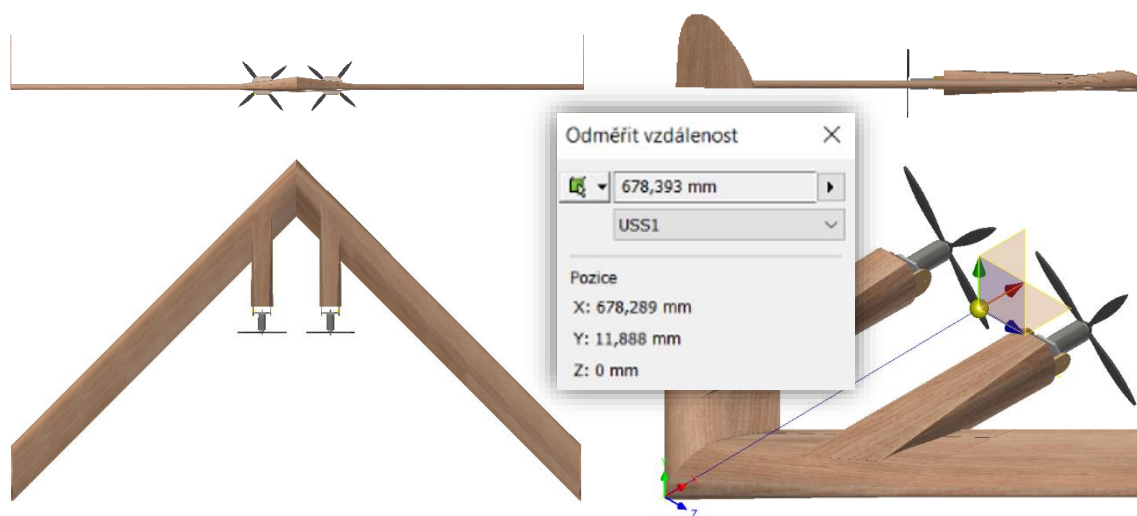 Odměřit vzdálenost
678,393 mm
USS1
Pozice
X: 678,289 mm
Y: 11,888 mm
Z: 0 mm
X
Z